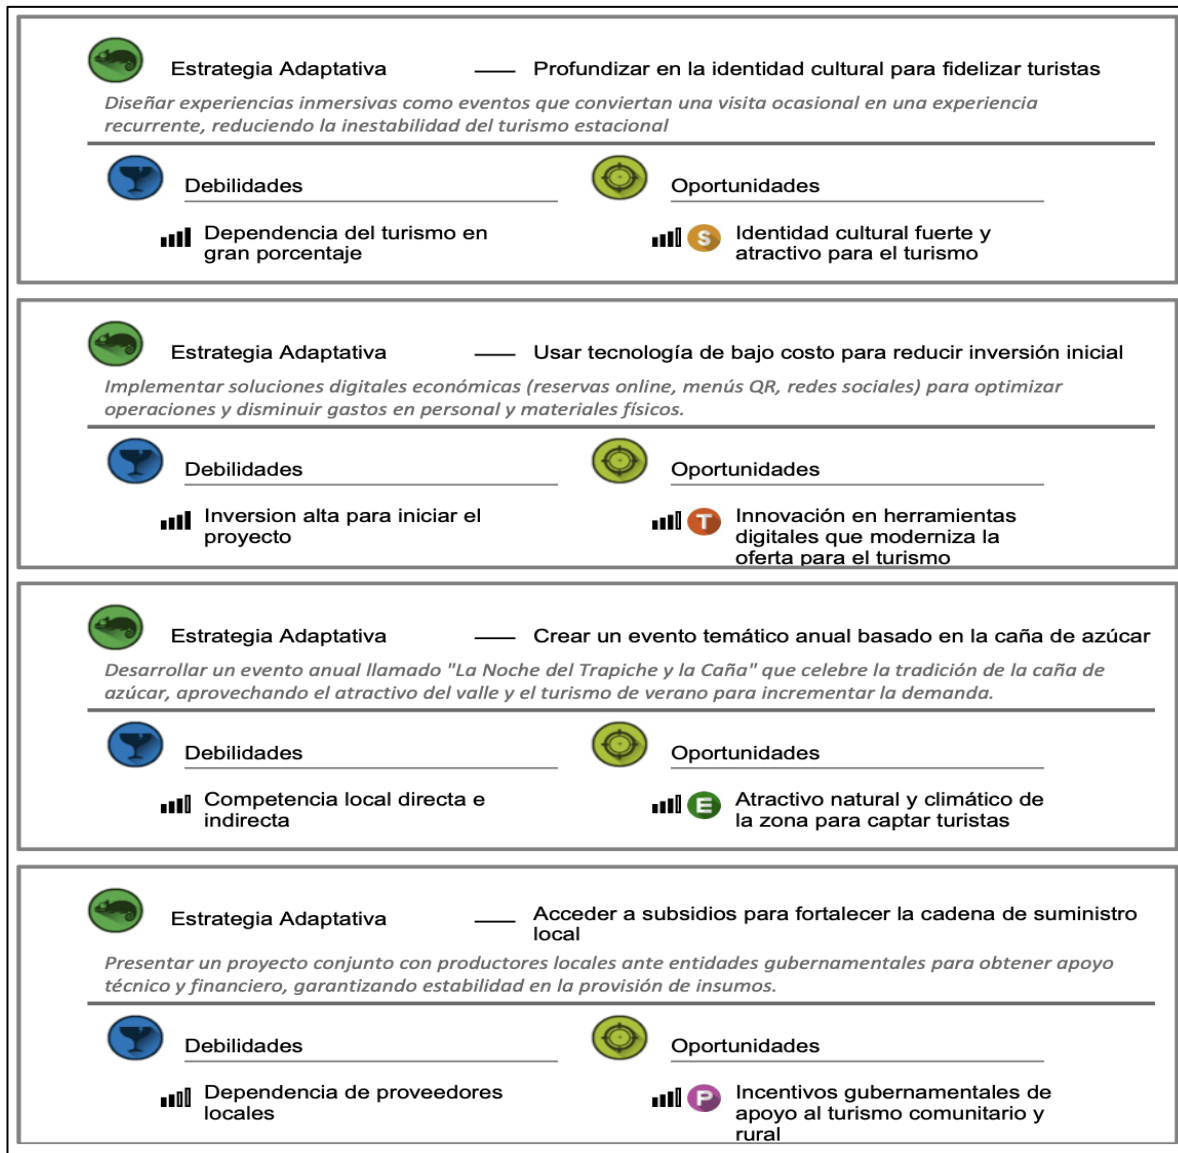 Estrategia Adaptativa — Profundizar en la identidad cultural para fidelizar turistas
Diseñar experiencias inmersivas como eventos que conviertan una visita ocasional en una experiencia
recurrente, reduciendo la inestabilidad del turismo estacional
Debilidades
Dependencia del turismo en
gran porcentaje
Oportunidades
S
Identidad cultural fuerte y
atractivo para el turismo
Estrategia Adaptativa — Usar tecnología de bajo costo para reducir inversión inicial
Implementar soluciones digitales económicas (reservas online, menús QR, redes sociales) para optimizar
operaciones y disminuir gastos en personal y materiales físicos.
Debilidades
Inversion alta para iniciar el
proyecto
Oportunidades
T
Innovación en herramientas
digitales que moderniza la
oferta para el turismo
Estrategia Adaptativa — Crear un evento temático anual basado en la caña de azúcar
Desarrollar un evento anual llamado "La Noche del Trapiche y la Caña" que celebre la tradición de la caña de
azúcar, aprovechando el atractivo del valle y el turismo de verano para incrementar la demanda.
Debilidades
Competencia local directa e
indirecta
Oportunidades
E
Atractivo natural y climático de
la zona para captar turistas
Estrategia Adaptativa — Acceder a subsidios para fortalecer la cadena de suministro
local
Presentar un proyecto conjunto con productores locales ante entidades gubernamentales para obtener apoyo
técnico y financiero, garantizando estabilidad en la provisión de insumos.
Debilidades
Dependencia de proveedores
locales
Oportunidades
P
Incentivos gubernamentales de
apoyo al turismo comunitario y
rural